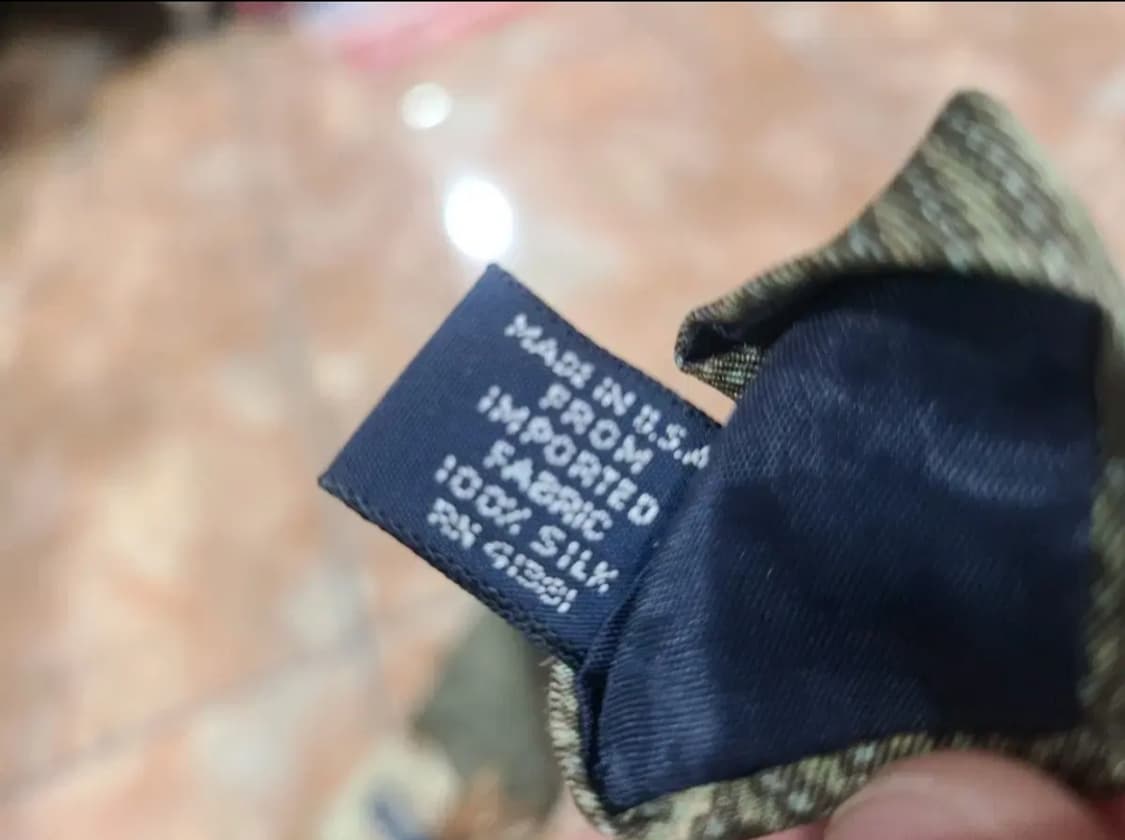 MADE IN U.S.A
FROM
IMPORTED
FABRIC
100% SILK
RN 41381